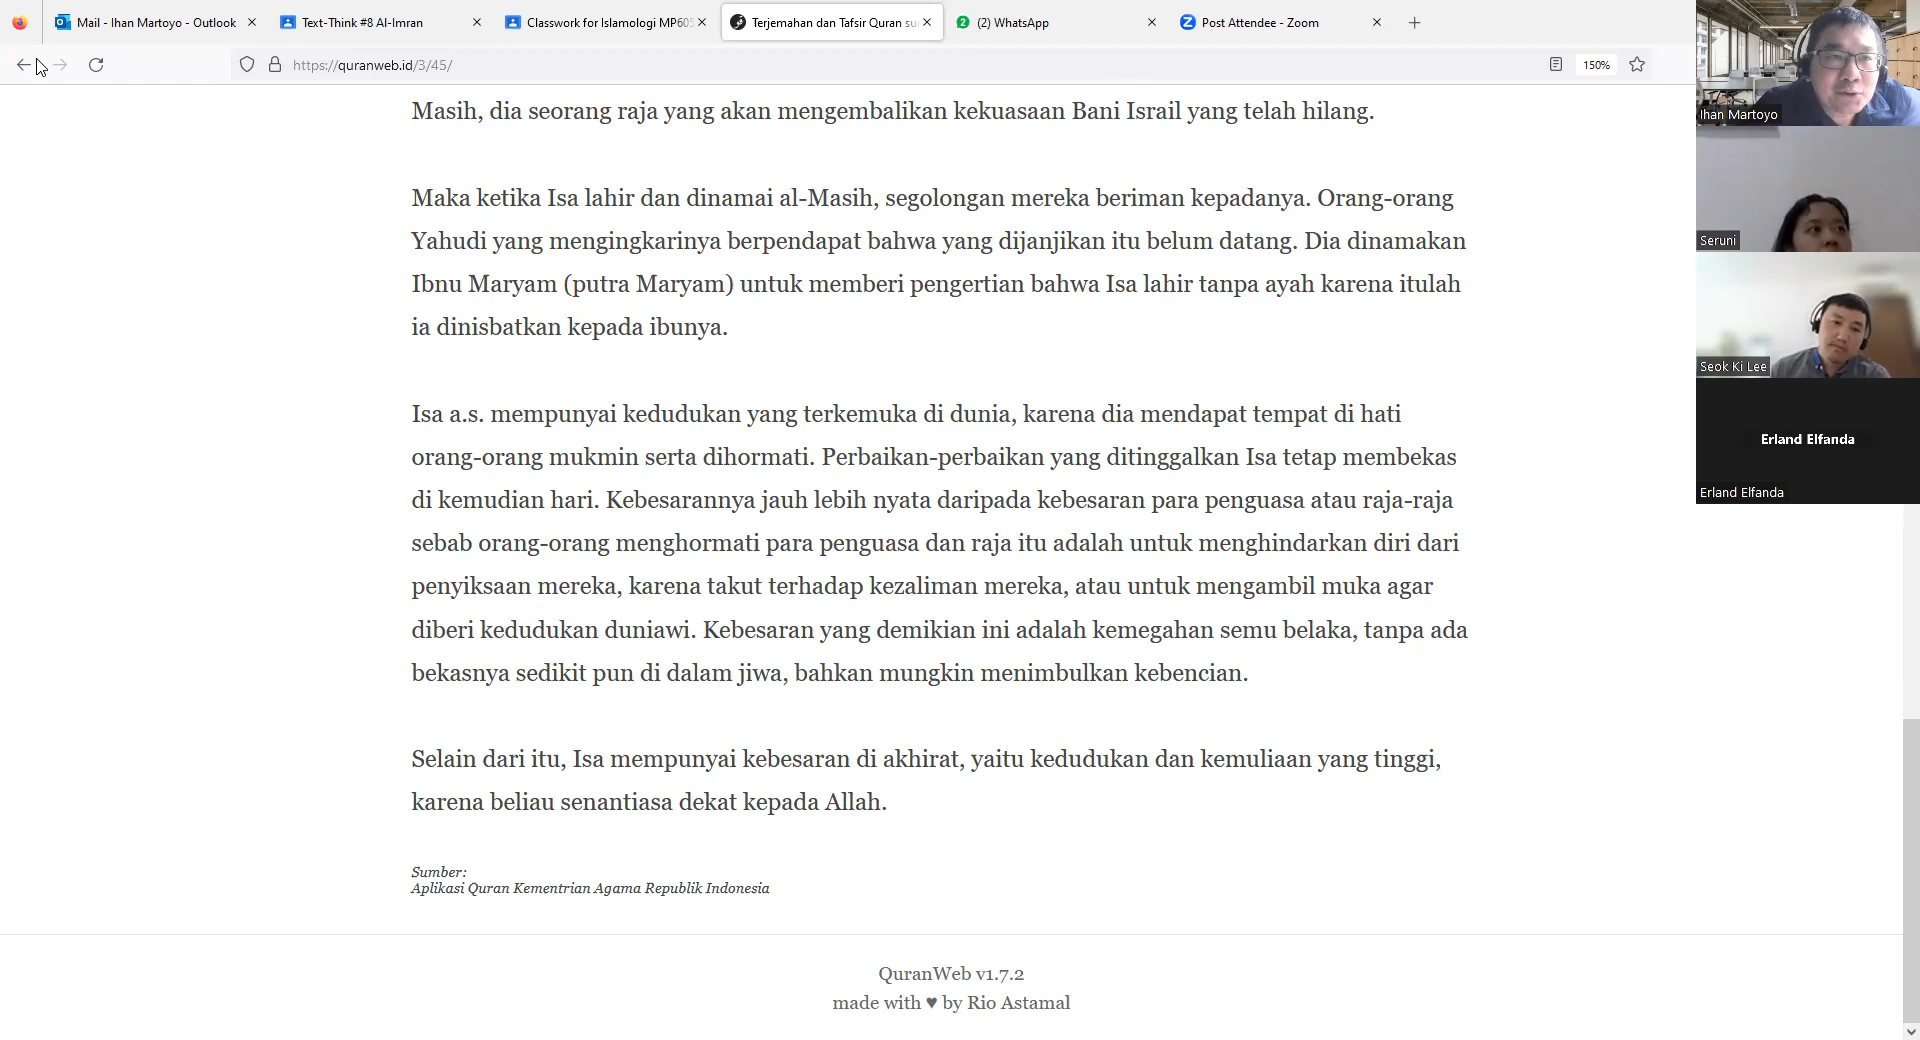 Mail - Ihan Martoyo - Outlook
Text-Think #8 Al-Imran
Classwork for Islamologi MP605
Terjemahan dan Tafsir Quran su
(2) WhatsApp
Post Attendee - Zoom
https://quranweb.id/3/45/
150%
Masih, dia seorang raja yang akan mengembalikan kekuasaan Bani Israil yang telah hilang.
Maka ketika Isa lahir dan dinamai al-Masih, segolongan mereka beriman kepadanya. Orang-orang
Yahudi yang mengingkarinya berpendapat bahwa yang dijanjikan itu belum datang. Dia dinamakan
Ibnu Maryam (putra Maryam) untuk memberi pengertian bahwa Isa lahir tanpa ayah karena itulah
ia dinisbatkan kepada ibunya.
Isa a.s. mempunyai kedudukan yang terkemuka di dunia, karena dia mendapat tempat di hati
orang-orang mukmin serta dihormati. Perbaikan-perbaikan yang ditinggalkan Isa tetap membekas
di kemudian hari. Kebesarannya jauh lebih nyata daripada kebesaran para penguasa atau raja-raja
sebab orang-orang menghormati para penguasa dan raja itu adalah untuk menghindarkan diri dari
penyiksaan mereka, karena takut terhadap kezaliman mereka, atau untuk mengambil muka agar
diberi kedudukan duniawi. Kebesaran yang demikian ini adalah kemegahan semu belaka, tanpa ada
bekasnya sedikit pun di dalam jiwa, bahkan mungkin menimbulkan kebencian.
Selain dari itu, Isa mempunyai kebesaran di akhirat, yaitu kedudukan dan kemuliaan yang tinggi,
karena beliau senantiasa dekat kepada Allah.
Sumber:
Aplikasi Quran Kementrian Agama Republik Indonesia
QuranWeb v1.7.2
made with ♥ by Rio Astamal
Ihan Martoyo
Seruni
Seok Ki Lee
Erland Elfanda
Erland Elfanda